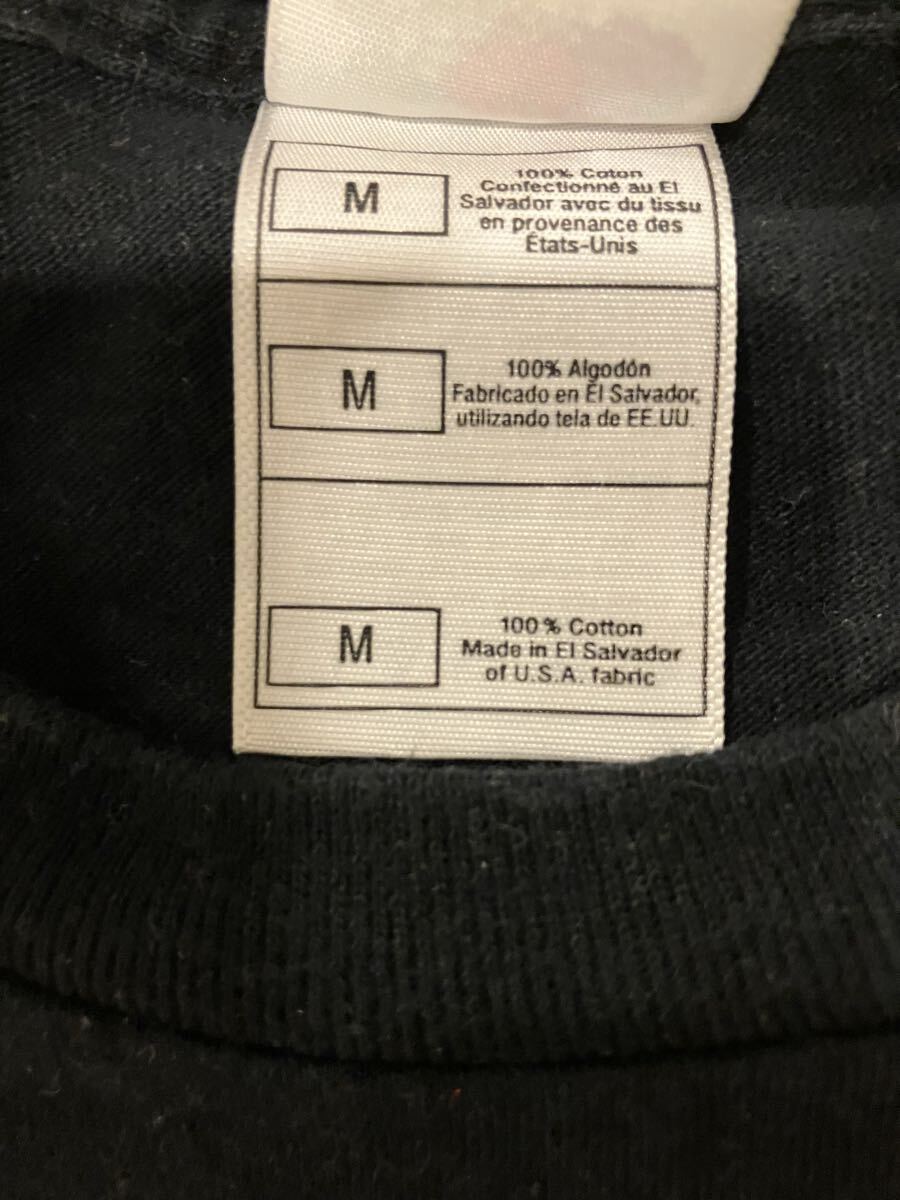 M
100% Coton
Confectionné au El
Salvador avec du tissu
en provenance des
États-Unis
M
100% Algodón
Fabricado en El Salvador,
utilizando tela de EE.UU.
M
100% Cotton
Made in El Salvador
of U.S.A. fabric